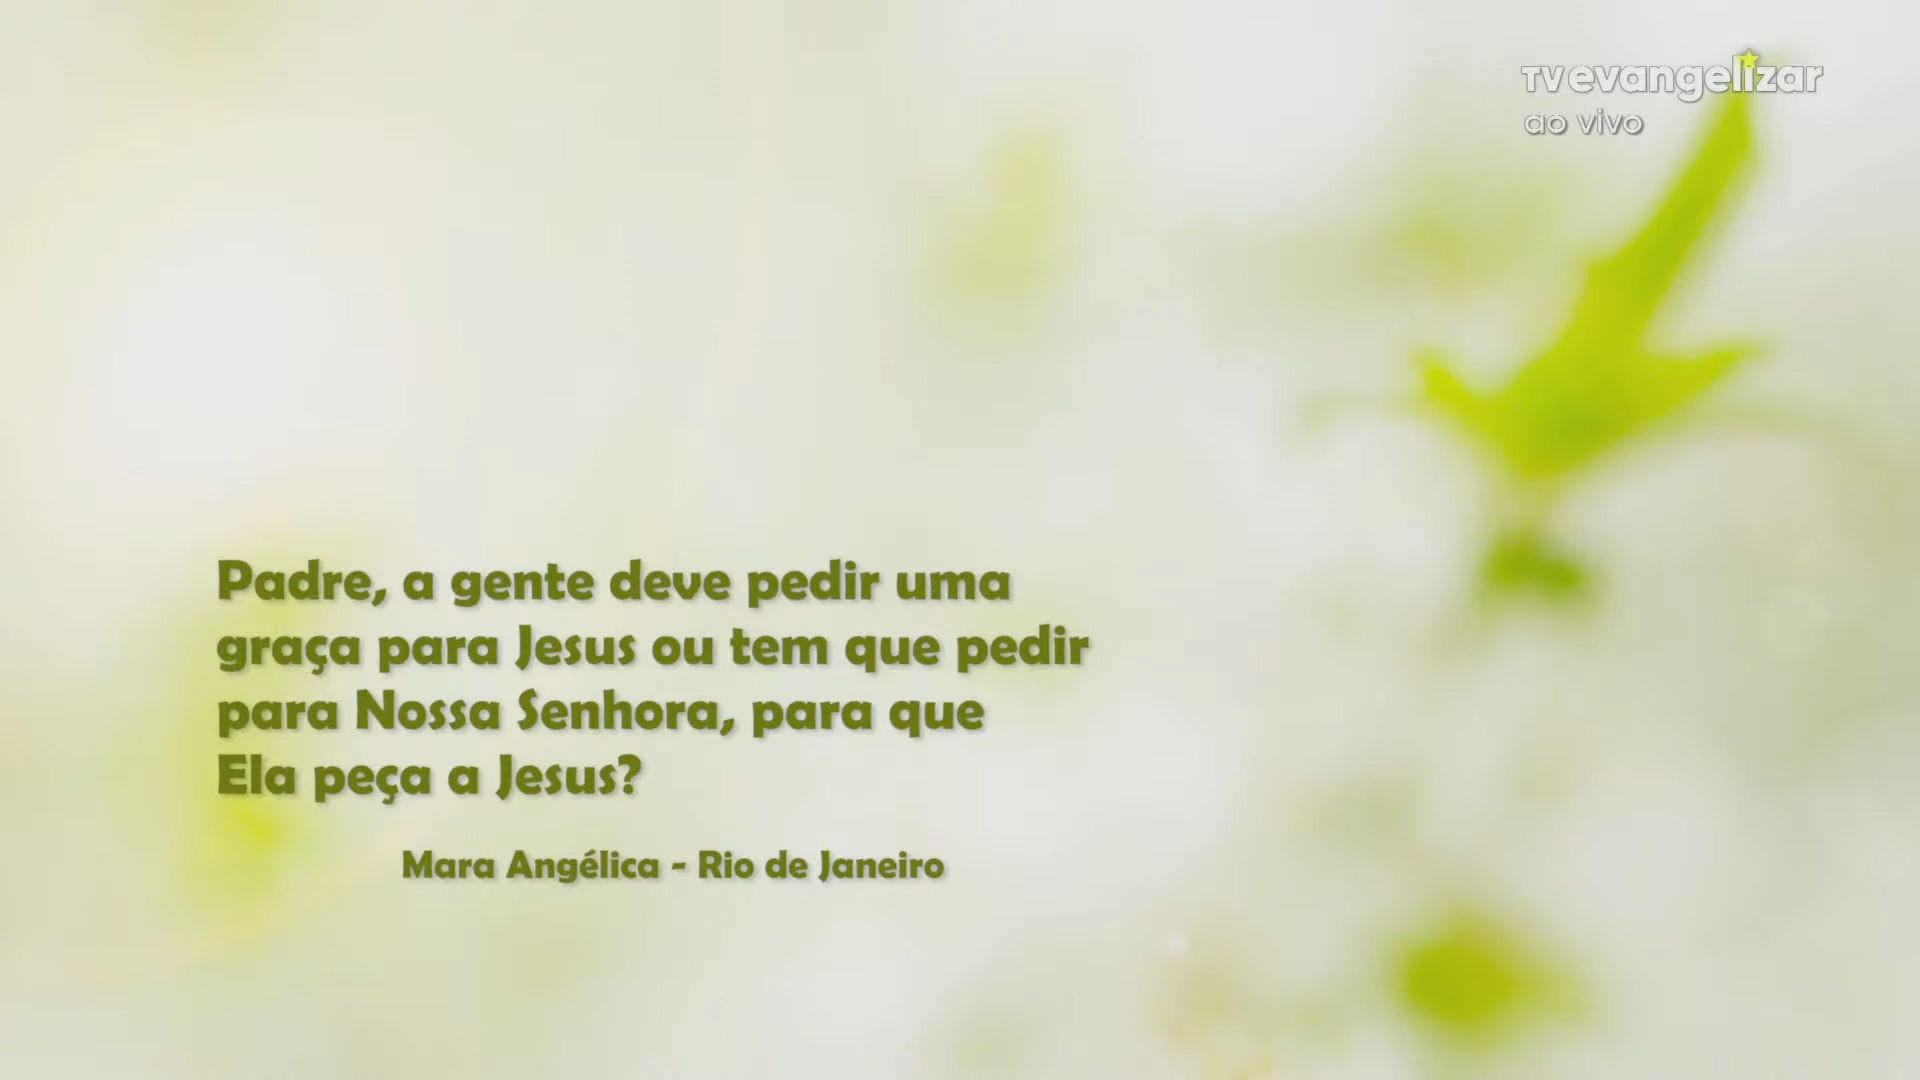 TVevangelizar
ao vivo
Padre, a gente deve pedir uma
graça para Jesus ou tem que pedir
para Nossa Senhora, para que
Ela peça a Jesus?
Mara Angélica - Rio de Janeiro